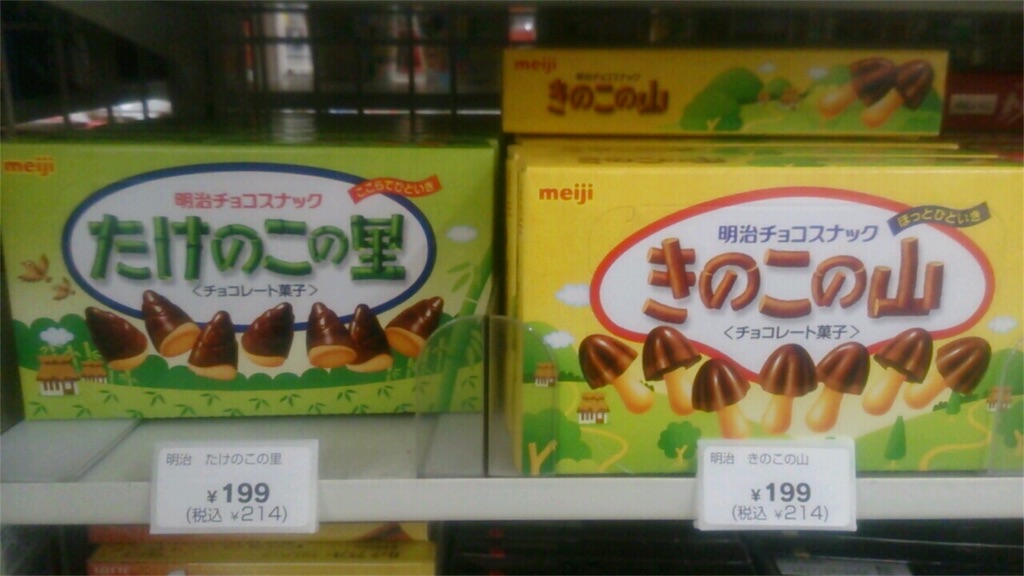 meiji
明治チョコスナック
きのこの山
meiji
明治チョコスナック
ここらでひといき
たけのこの里
<チョコレート菓子>
meiji
明治チョコスナック
ほっとひといき
きのこの山
<チョコレート菓子>
明治 たけのこの里
¥199
(税込 ¥214)
明治 きのこの山
¥199
(税込 ¥214)
LOTTE